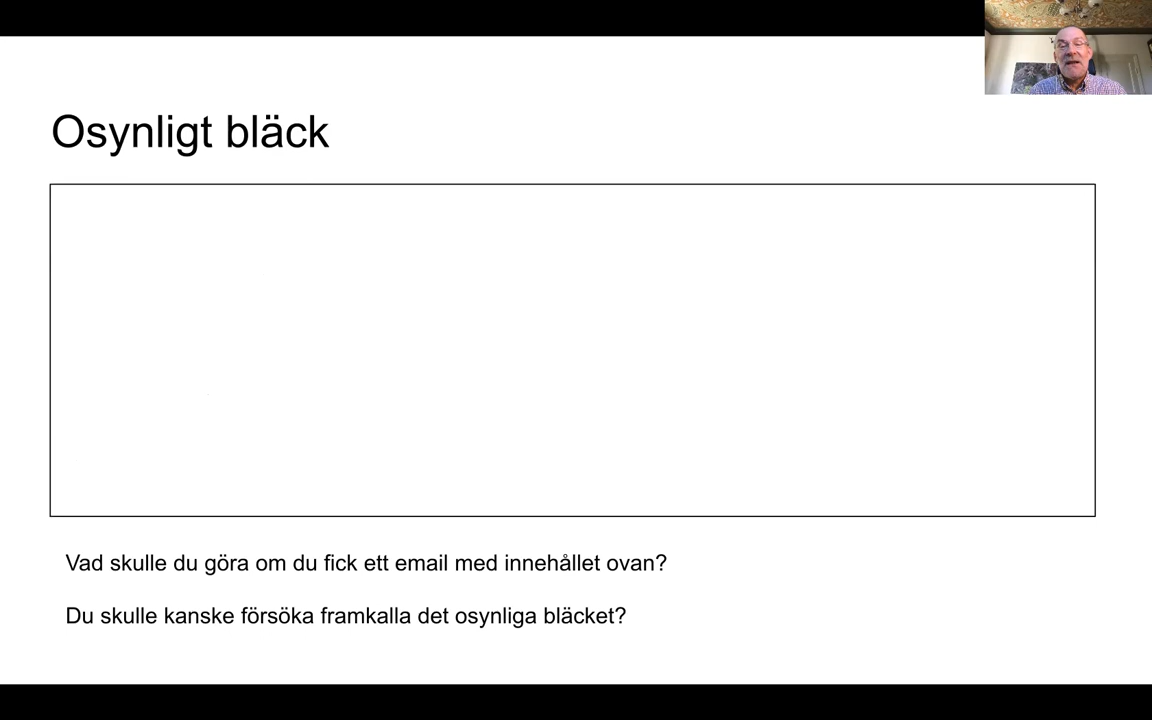 Osynligt bläck
Vad skulle du göra om du fick ett email med innehållet ovan?
Du skulle kanske försöka framkalla det osynliga bläcket?